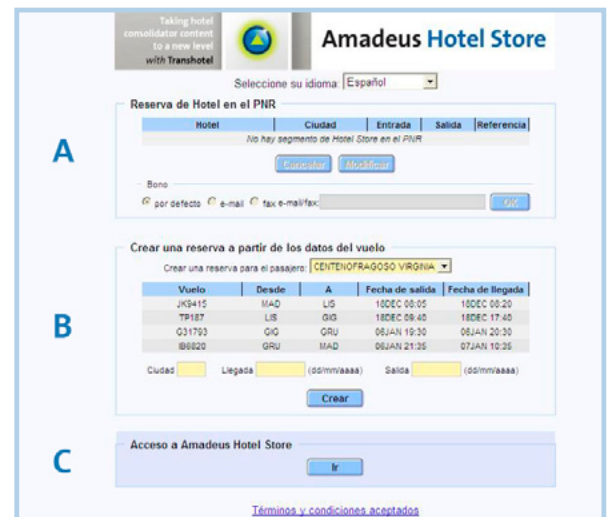 Taking hotel
consolidator content
to a new level
with Transhotel
Amadeus Hotel Store
Seleccione su idioma: Español
A
Reserva de Hotel en el PNR
Hotel Ciudad Entrada Salida Referencia
No hay segmento de Hotel Store en el PNR
Cancelar Modificar
Bono
por defecto e-mail fax e-mail/fax: OK
B
Crear una reserva a partir de los datos del vuelo
Crear una reserva para el pasajero: CENTENOFRAGOSO VIRGINIA
Vuelo Desde A Fecha de salida Fecha de llegada
JK9415 MAD LIS 18DEC 08:05 18DEC 08:20
TP187 LIS GIG 18DEC 09:40 18DEC 17:40
G31793 GIG GRU 06JAN 19:30 06JAN 20:30
IB6820 GRU MAD 06JAN 21:35 07JAN 10:35
Ciudad Llegada (dd/mm/aaaa) Salida (dd/mm/aaaa)
Crear
C
Acceso a Amadeus Hotel Store
Ir
Términos y condiciones aceptados